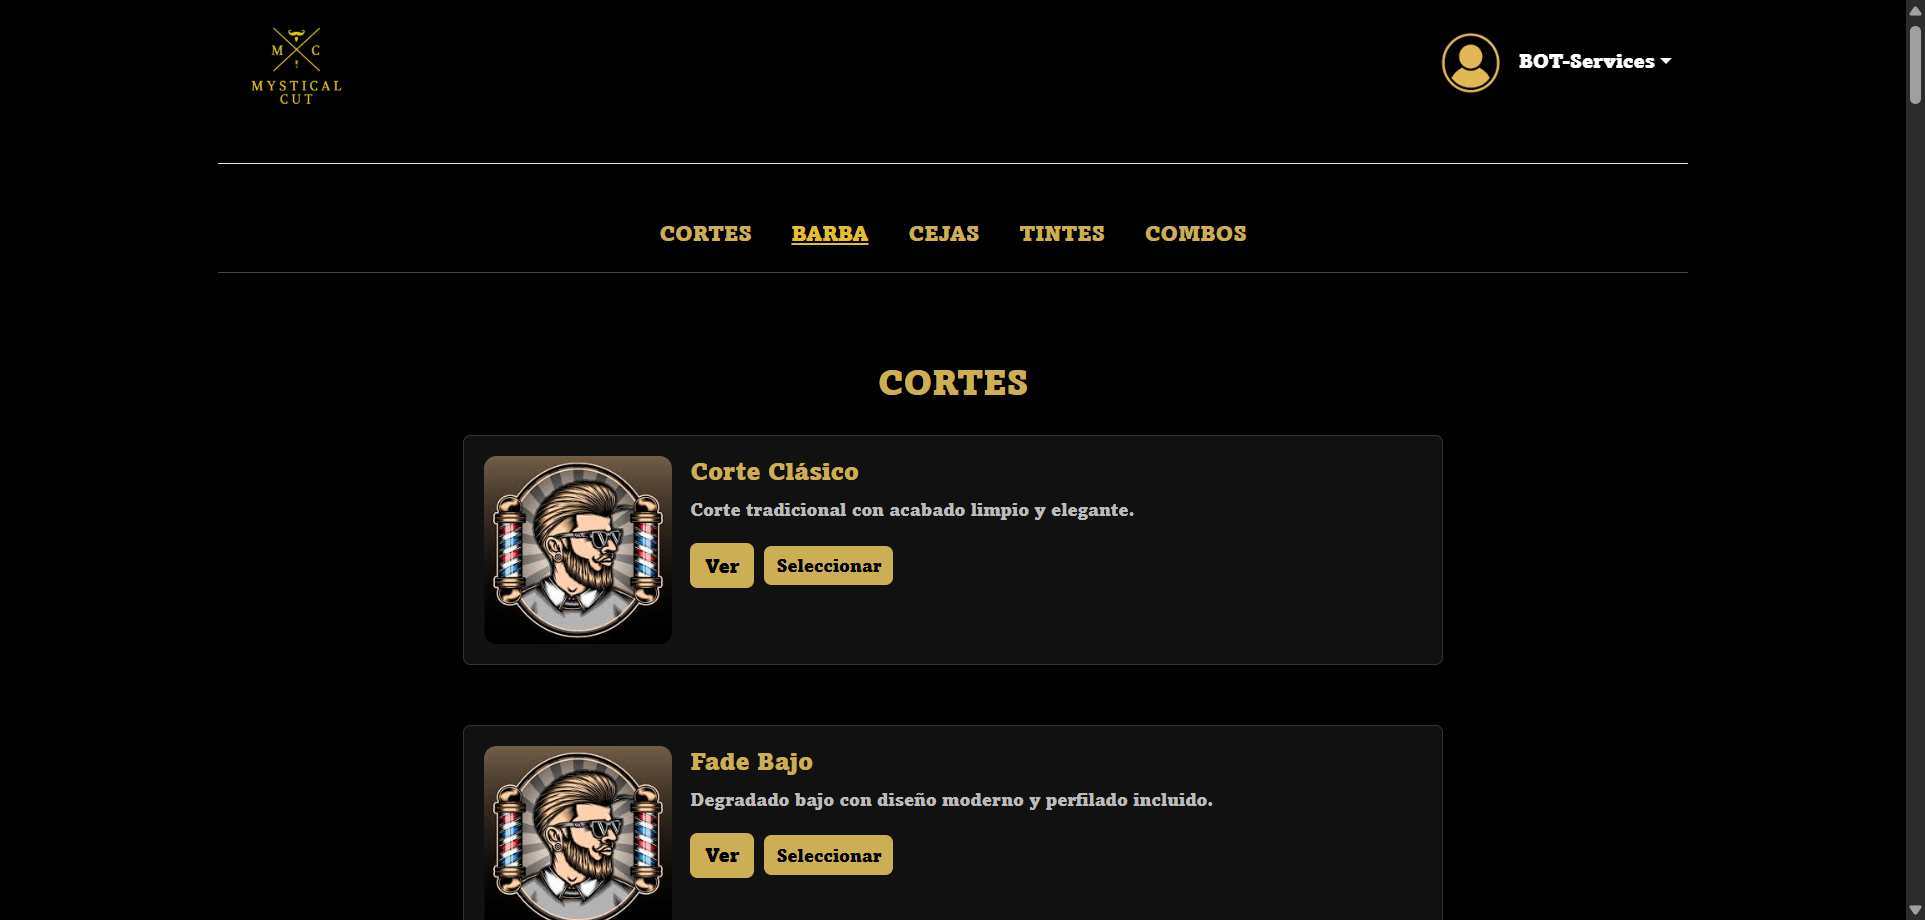 M C
MYSTICAL
CUT
BOT-Services
CORTES BARBA CEJAS TINTES COMBOS
CORTES
Corte Clásico
Corte tradicional con acabado limpio y elegante.
Ver Seleccionar
Fade Bajo
Degradado bajo con diseño moderno y perfilado incluido.
Ver Seleccionar